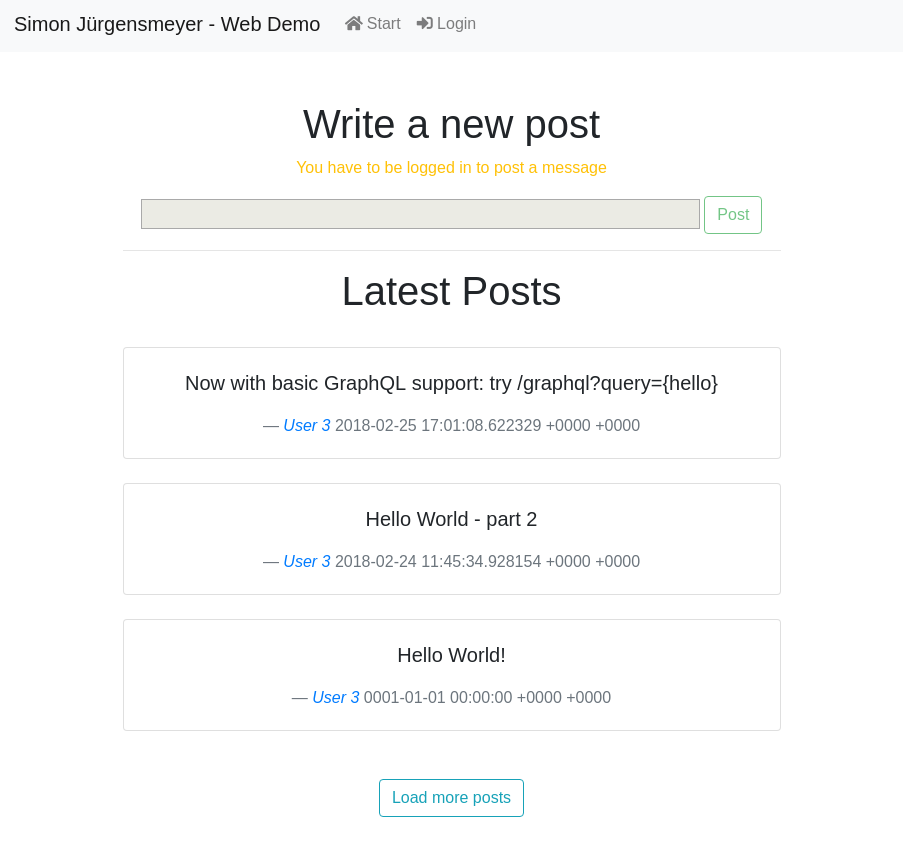 Simon Jürgensmeyer - Web Demo Start Login
Write a new post
You have to be logged in to post a message
Post
Latest Posts
Now with basic GraphQL support: try /graphql?query={hello}
— User 3 2018-02-25 17:01:08.622329 +0000 +0000
Hello World - part 2
— User 3 2018-02-24 11:45:34.928154 +0000 +0000
Hello World!
— User 3 0001-01-01 00:00:00 +0000 +0000
Load more posts